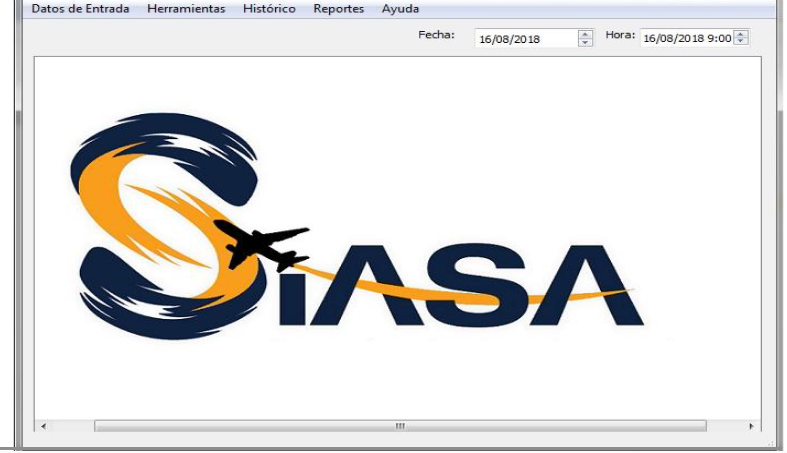 Datos de Entrada Herramientas Histórico Reportes Ayuda
Fecha: 16/08/2018 Hora: 16/08/2018 9:00
SiASA